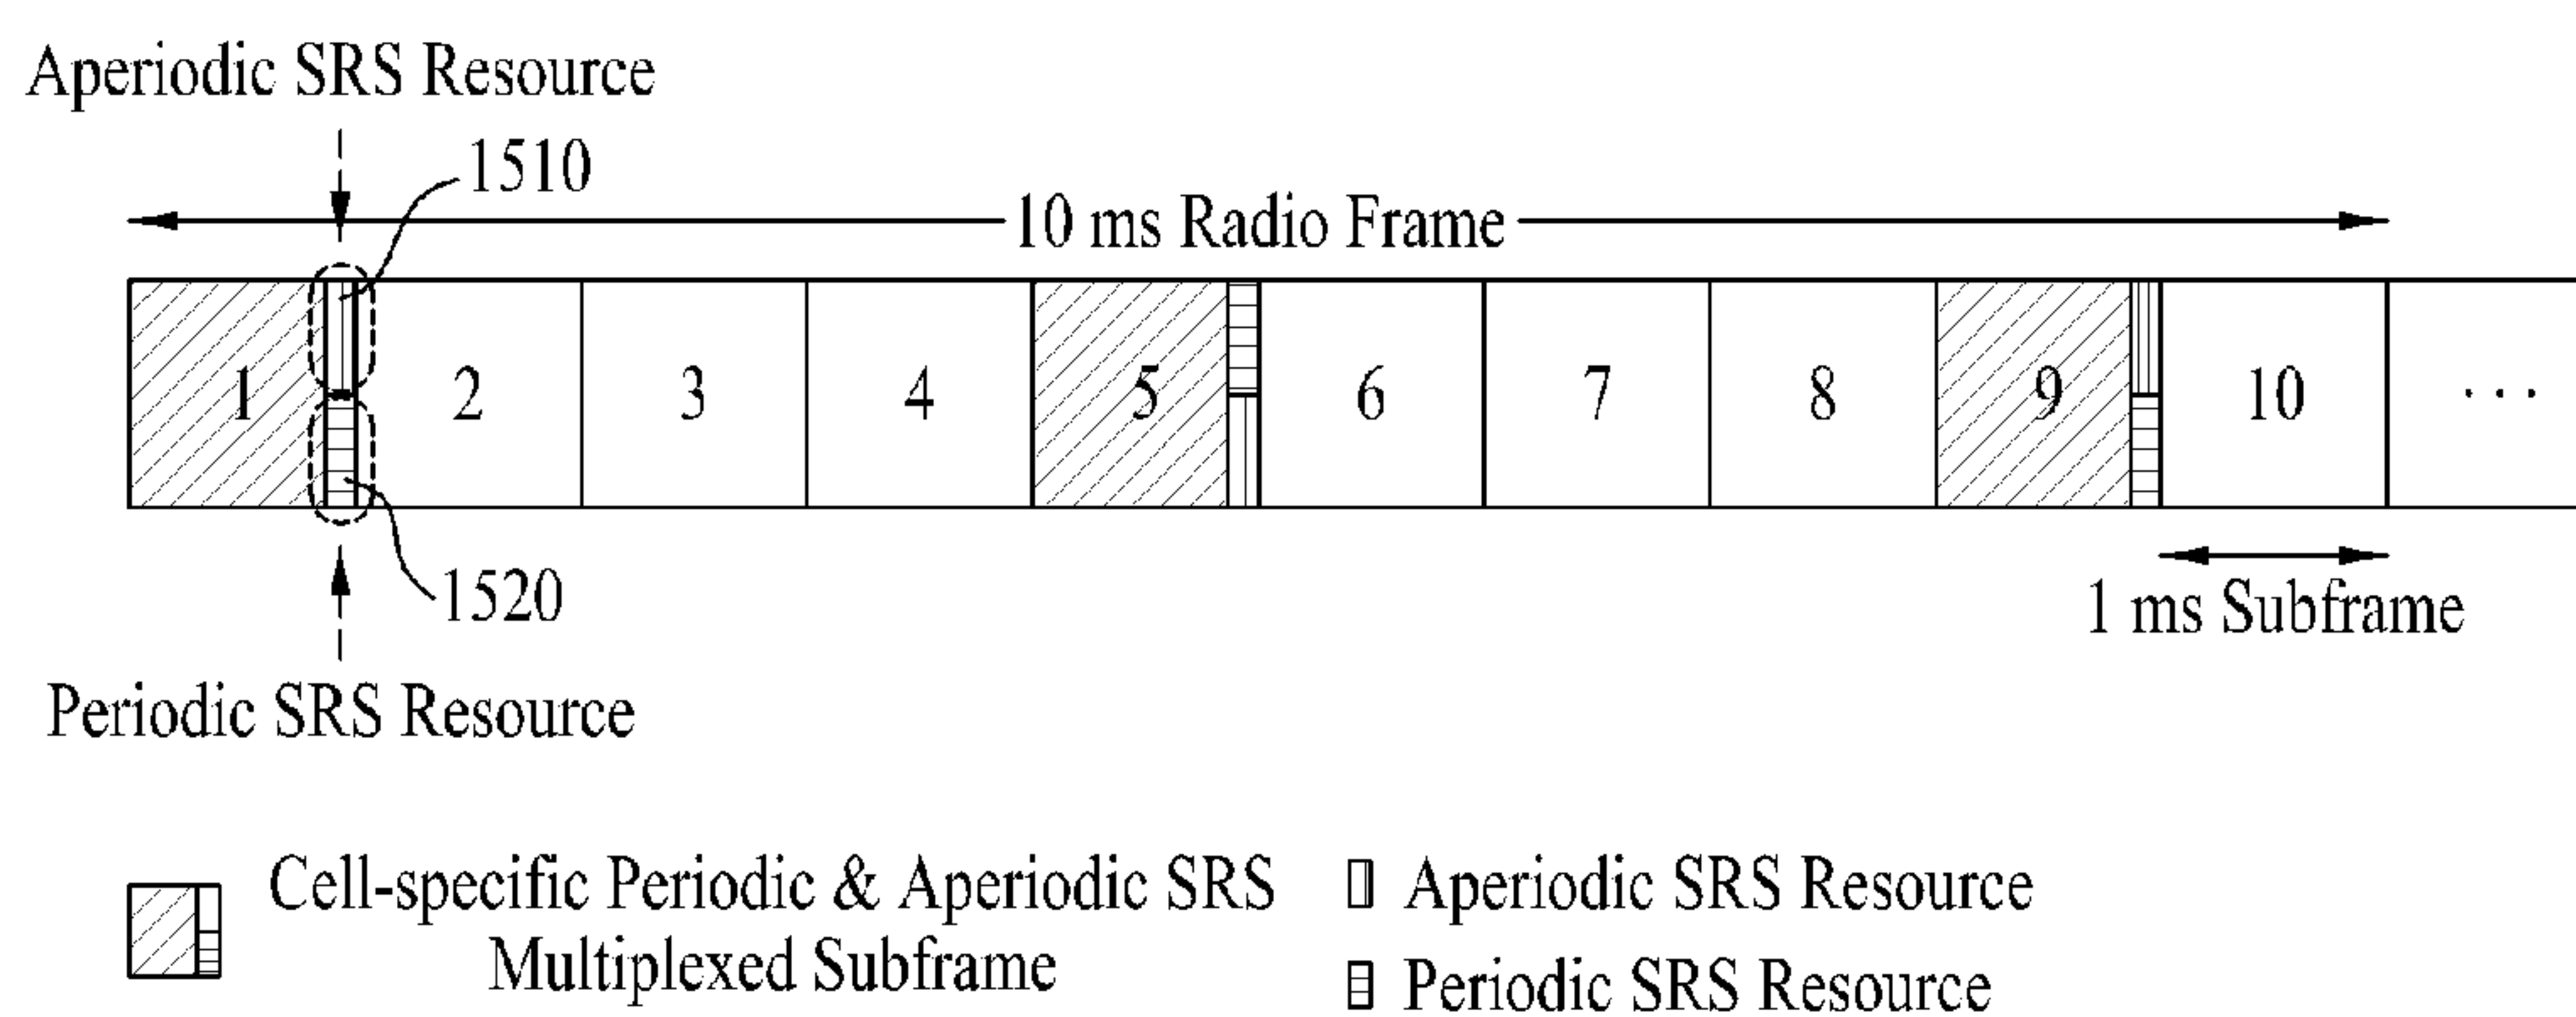 Aperiodic SRS Resource
1510
10 ms Radio Frame
1 2 3 4 5 6 7 8 9 10 ...
1520
1 ms Subframe
Periodic SRS Resource
Cell-specific Periodic & Aperiodic SRS
Multiplexed Subframe
Aperiodic SRS Resource
Periodic SRS Resource